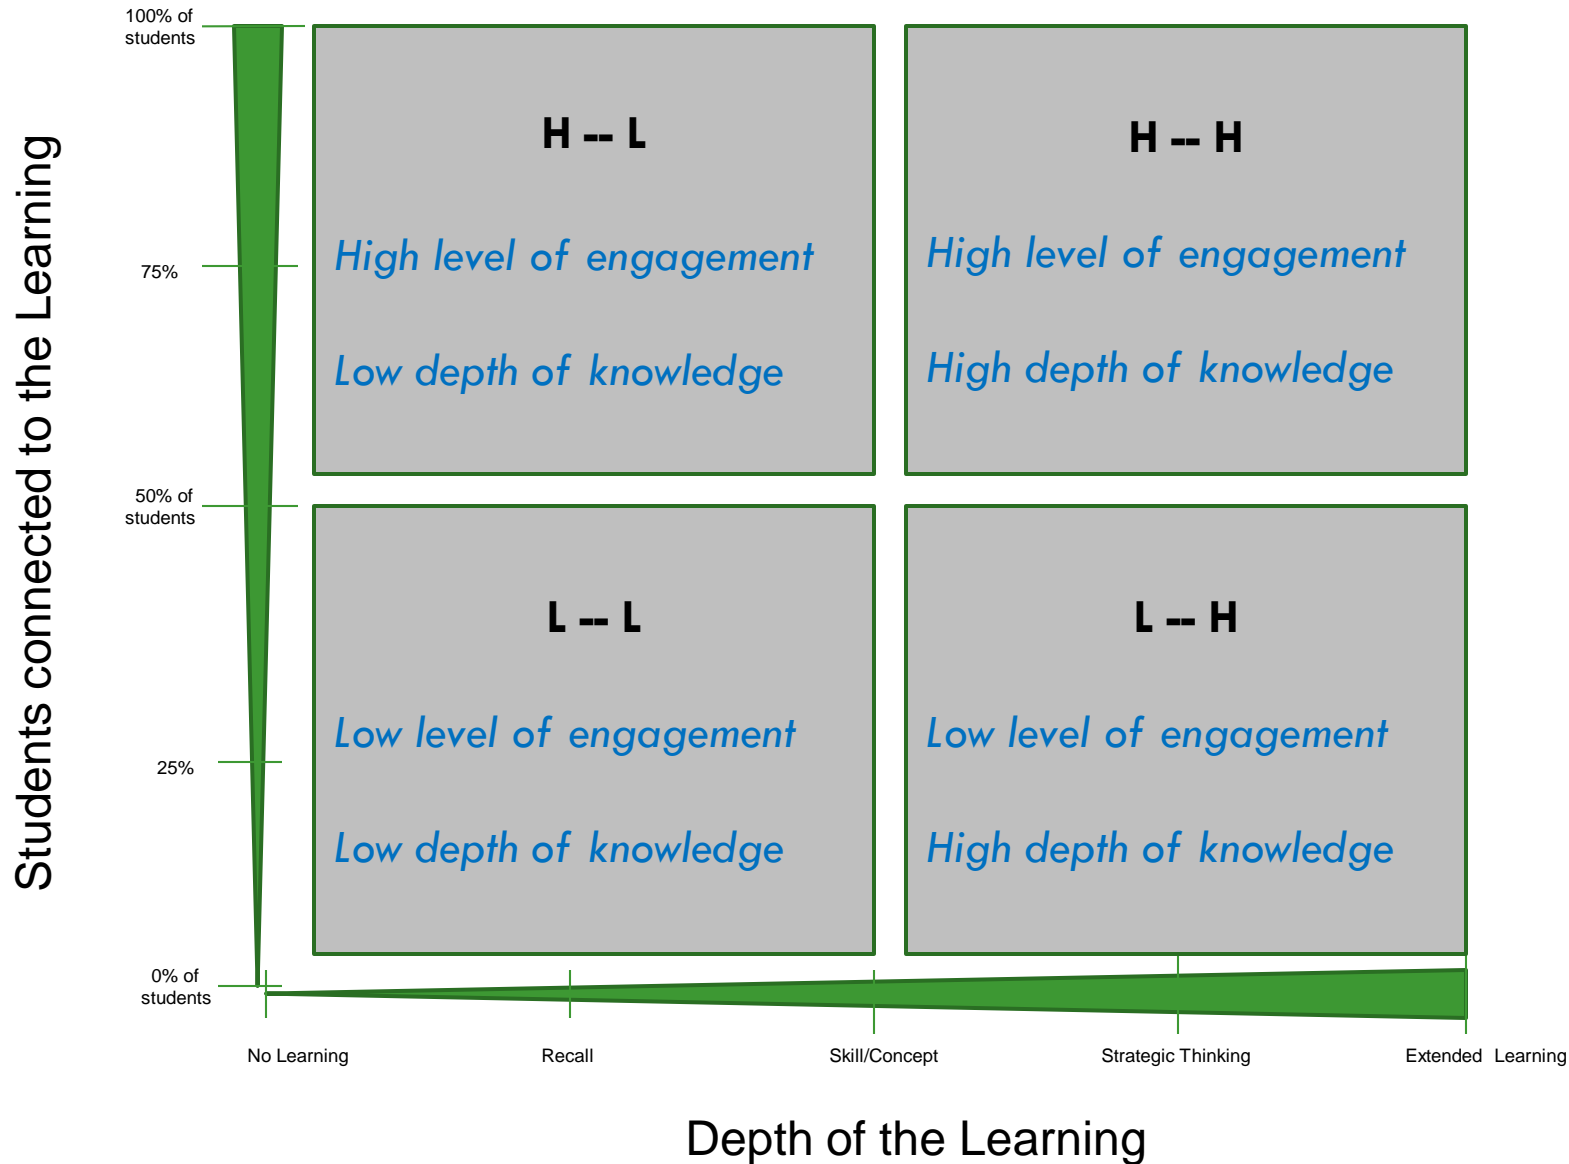 Students connected to the Learning
100% of
students
75%
50% of
students
25%
0% of
students
H -- L
High level of engagement
Low depth of knowledge
H -- H
High level of engagement
High depth of knowledge
L -- L
Low level of engagement
Low depth of knowledge
L -- H
Low level of engagement
High depth of knowledge
No Learning
Recall
Skill/Concept
Strategic Thinking
Extended Learning
Depth of the Learning